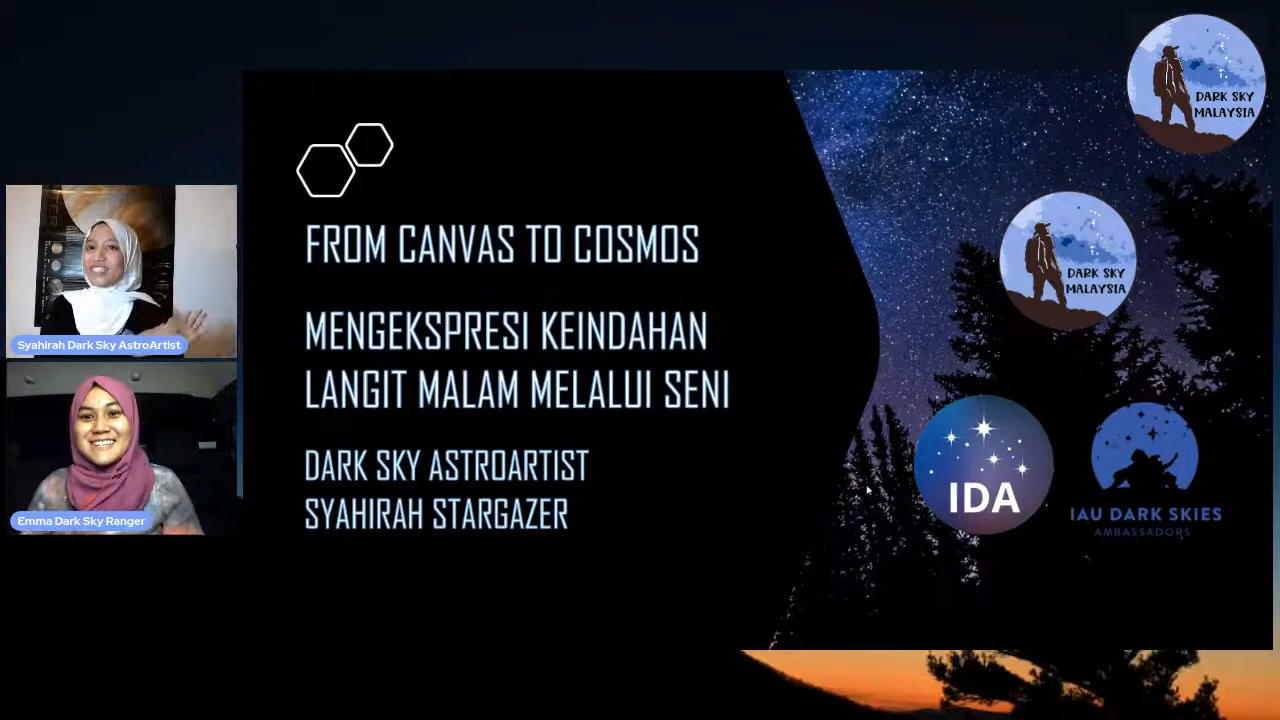 DARK SKY
MALAYSIA
FROM CANVAS TO COSMOS
MENGEKSPRESI KEINDAHAN
LANGIT MALAM MELALUI SENI
DARK SKY ASTROARTIST
SYAHIRAH STARGAZER
DARK SKY
MALAYSIA
IDA
IAU DARK SKIES
AMBASSADORS
Syahirah Dark Sky AstroArtist
Emma Dark Sky Ranger